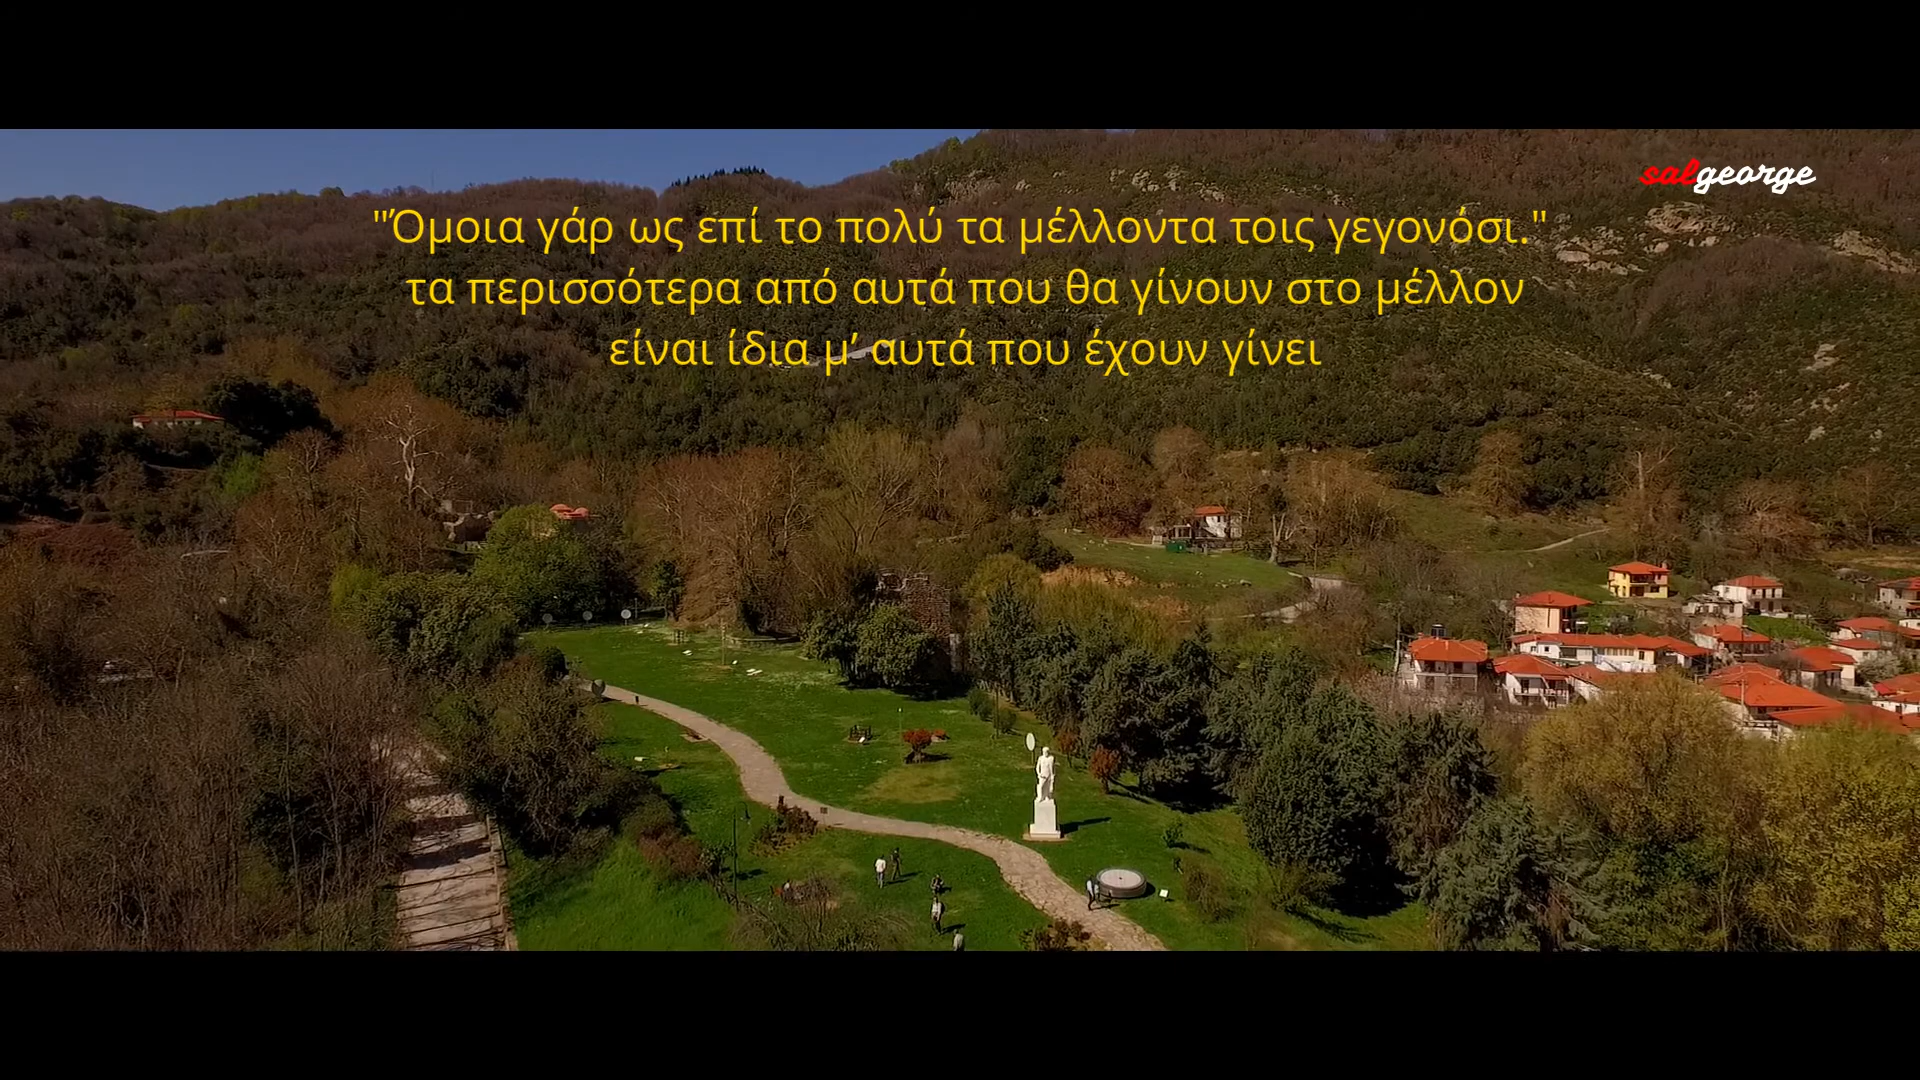 salgeorge
"Όμοια γάρ ως επί το πολύ τα μέλλοντα τοις γεγονόσι."
τα περισσότερα από αυτά που θα γίνουν στο μέλλον
είναι ίδια μ’ αυτά που έχουν γίνει